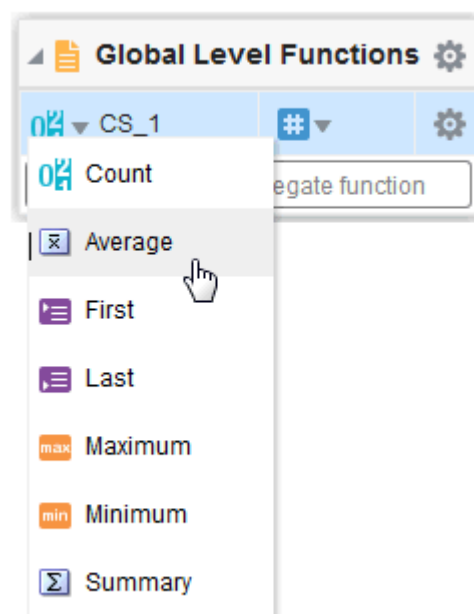 Global Level Functions
CS_1 #
Count
egate function
x̄ Average
First
Last
max Maximum
min Minimum
Σ Summary